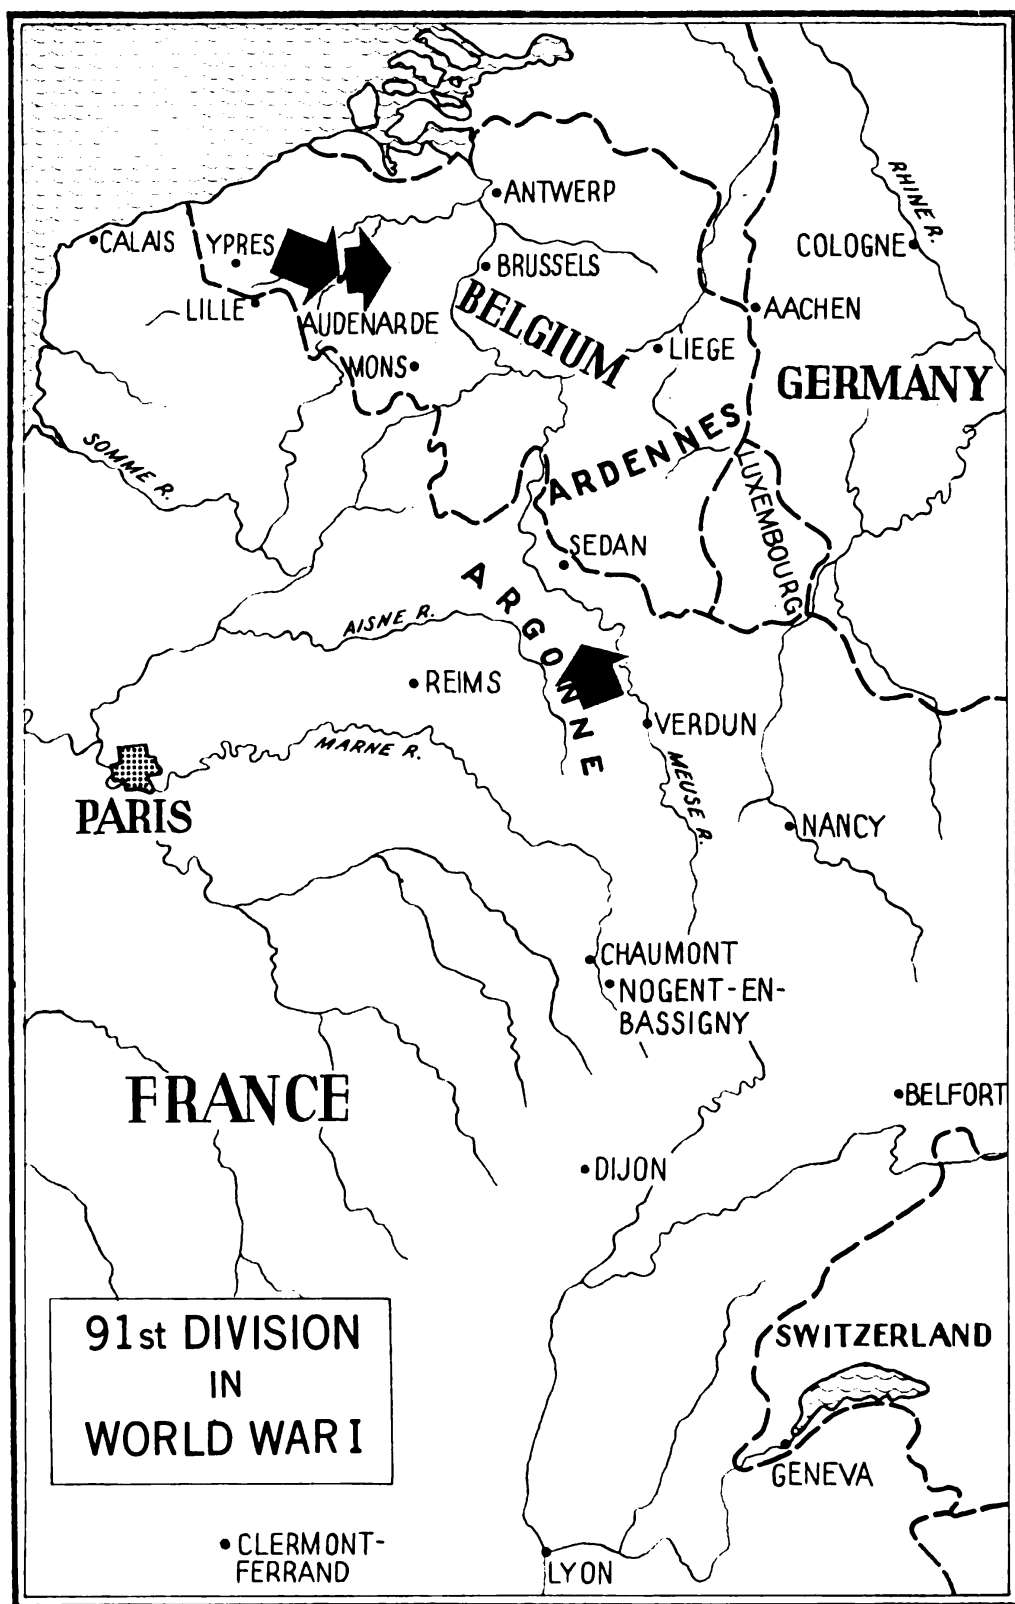 ANTWERP
RHINE R.
CALAIS
YPRES
COLOGNE
BRUSSELS
LILLE
BELGIUM
AACHEN
AUDENARDE
LIEGE
MONS
GERMANY
SOMME R.
ARDENNES
LUXEMBOURG
SEDAN
ARGONNE
AISNE R.
REIMS
VERDUN
MARNE R.
MEUSE R.
PARIS
NANCY
CHAUMONT
NOGENT-EN-
BASSIGNY
FRANCE
BELFORT
DIJON
91st DIVISION
IN
WORLD WAR I
SWITZERLAND
GENEVA
CLERMONT-
FERRAND
LYON